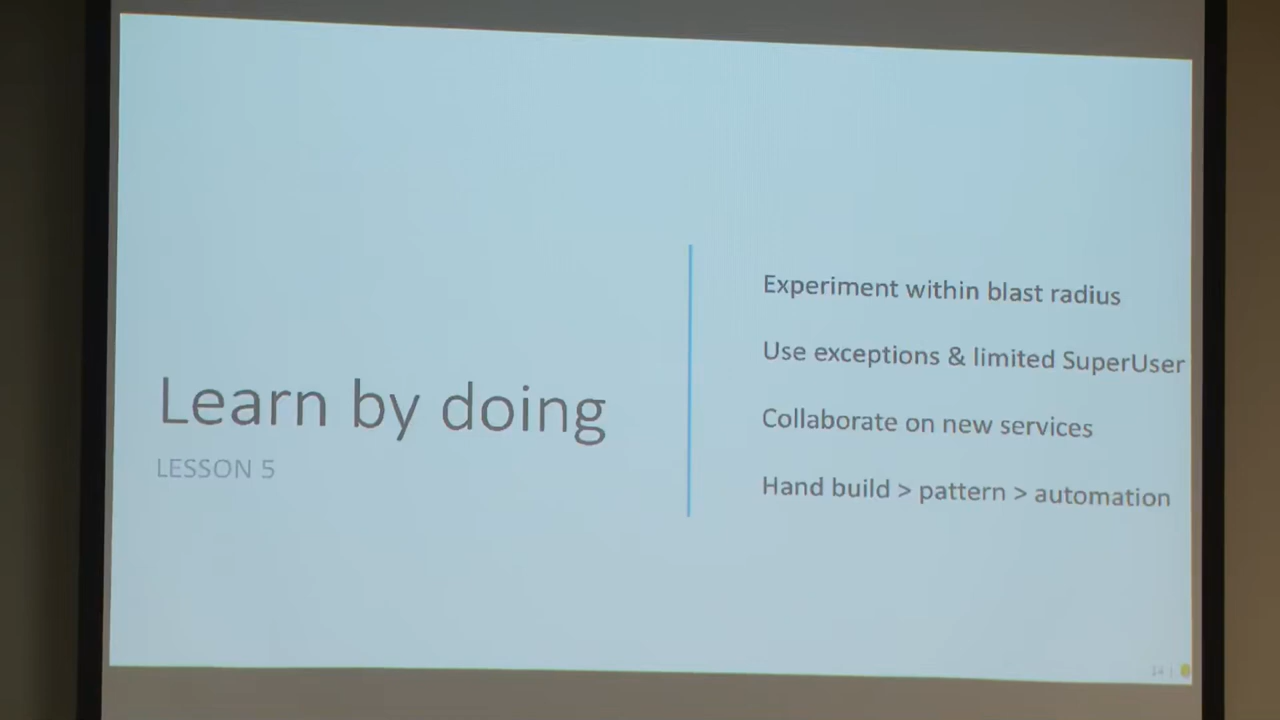 Learn by doing
LESSON 5
Experiment within blast radius
Use exceptions & limited SuperUser
Collaborate on new services
Hand build > pattern > automation
14 |